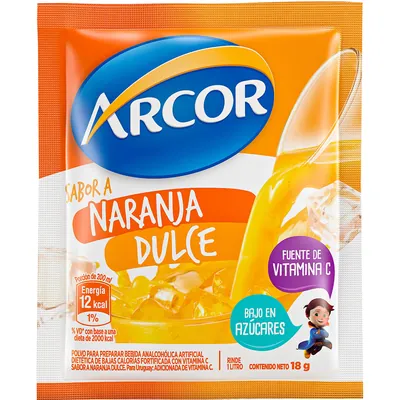 ARCOR
SABOR A
NARANJA
DULCE
FUENTE DE
VITAMINA C
BAJO EN
AZÚCARES
Porción de 200 ml
Energía
12 kcal
1%
% VD* con base a una
dieta de 2000 kcal
POLVO PARA PREPARAR BEBIDA ANALCOHÓLICA ARTIFICIAL
DIETÉTICA DE BAJAS CALORÍAS FORTIFICADA CON VITAMINA C
SABOR A NARANJA DULCE. Para Uruguay: ADICIONADA DE VITAMINA C.
RINDE
1 LITRO
CONTENIDO NETO 18 g